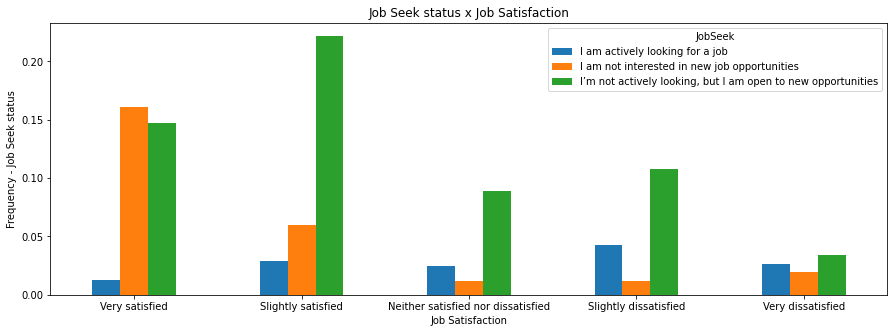 Job Seek status x Job Satisfaction
JobSeek
I am actively looking for a job
I am not interested in new job opportunities
I’m not actively looking, but I am open to new opportunities
Frequency - Job Seek status
0.20
0.15
0.10
0.05
0.00
Very satisfied
Slightly satisfied
Neither satisfied nor dissatisfied
Slightly dissatisfied
Very dissatisfied
Job Satisfaction